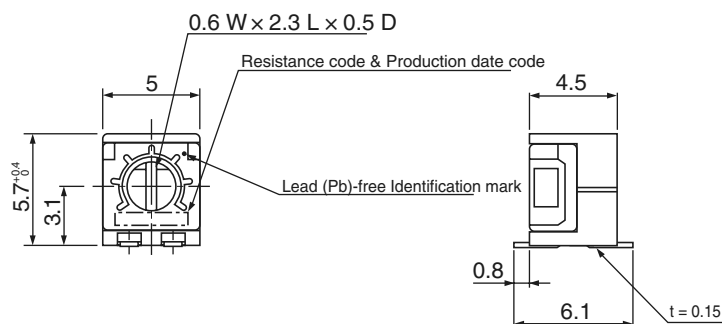 0.6 W × 2.3 L × 0.5 D
Resistance code & Production date code
5
4.5
5.7 +0.4 0
3.1
Lead (Pb)-free Identification mark
0.8
6.1
t = 0.15